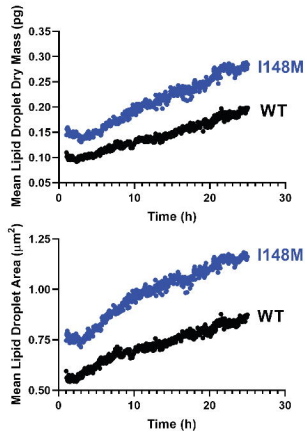 Mean Lipid Droplet Dry Mass (pg)
0.35
0.30
0.25
0.20
0.15
0.10
0.05
I148M
WT
0
10
20
30
Time (h)
Mean Lipid Droplet Area (μm²)
1.25
1.00
0.75
0.50
I148M
WT
0
10
20
30
Time (h)